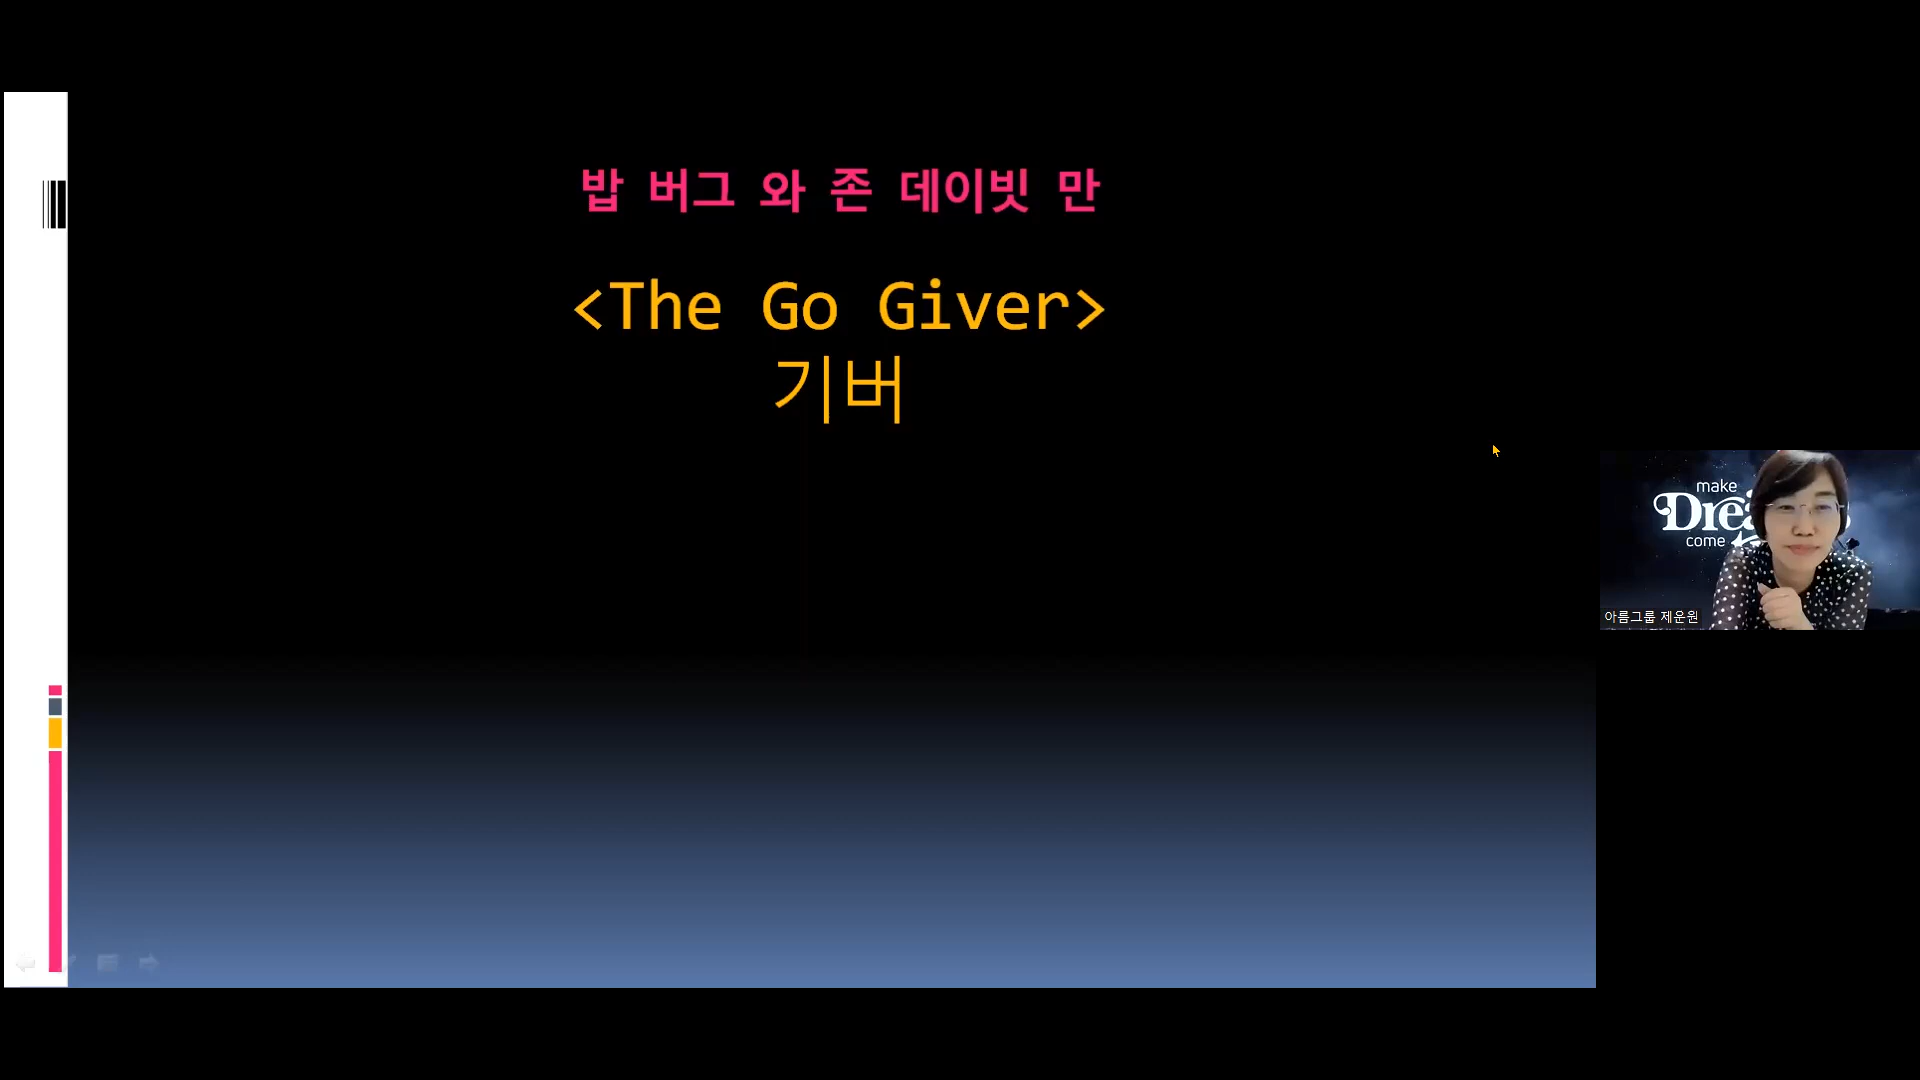 밥 버그 와 존 데이빗 만
<The Go Giver>
기버
make
Drea
come
아름그룹 제운원